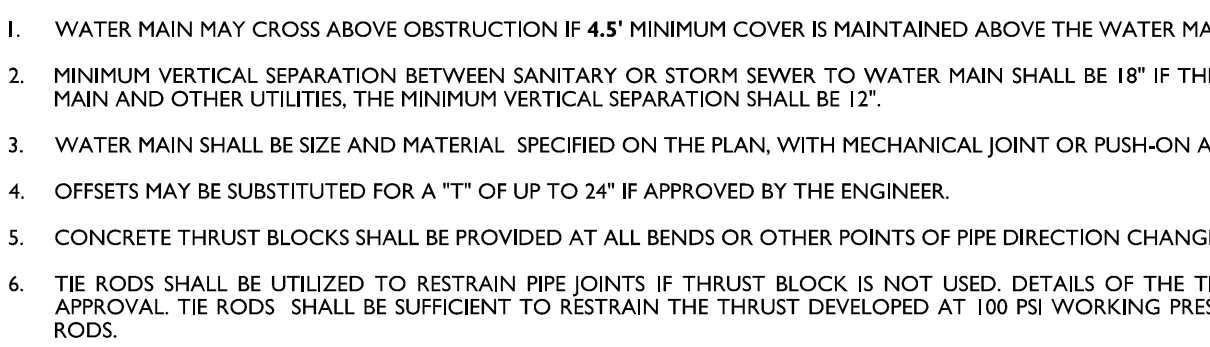 1. WATER MAIN MAY CROSS ABOVE OBSTRUCTION IF 4.5' MINIMUM COVER IS MAINTAINED ABOVE THE WATER
2. MINIMUM VERTICAL SEPARATION BETWEEN SANITARY OR STORM SEWER TO WATER MAIN SHALL BE 18" IF
MAIN AND OTHER UTILITIES, THE MINIMUM VERTICAL SEPARATION SHALL BE 12".
3. WATER MAIN SHALL BE SIZE AND MATERIAL SPECIFIED ON THE PLAN, WITH MECHANICAL JOINT OR PUSH-ON
4. OFFSETS MAY BE SUBSTITUTED FOR A "T" OF UP TO 24" IF APPROVED BY THE ENGINEER.
5. CONCRETE THRUST BLOCKS SHALL BE PROVIDED AT ALL BENDS OR OTHER POINTS OF PIPE DIRECTION
6. TIE RODS SHALL BE UTILIZED TO RESTRAIN PIPE JOINTS IF THRUST BLOCK IS NOT USED. DETAILS OF THE
APPROVAL. TIE RODS SHALL BE SUFFICIENT TO RESTRAIN THE THRUST DEVELOPED AT 100 PSI WORKING
RODS.